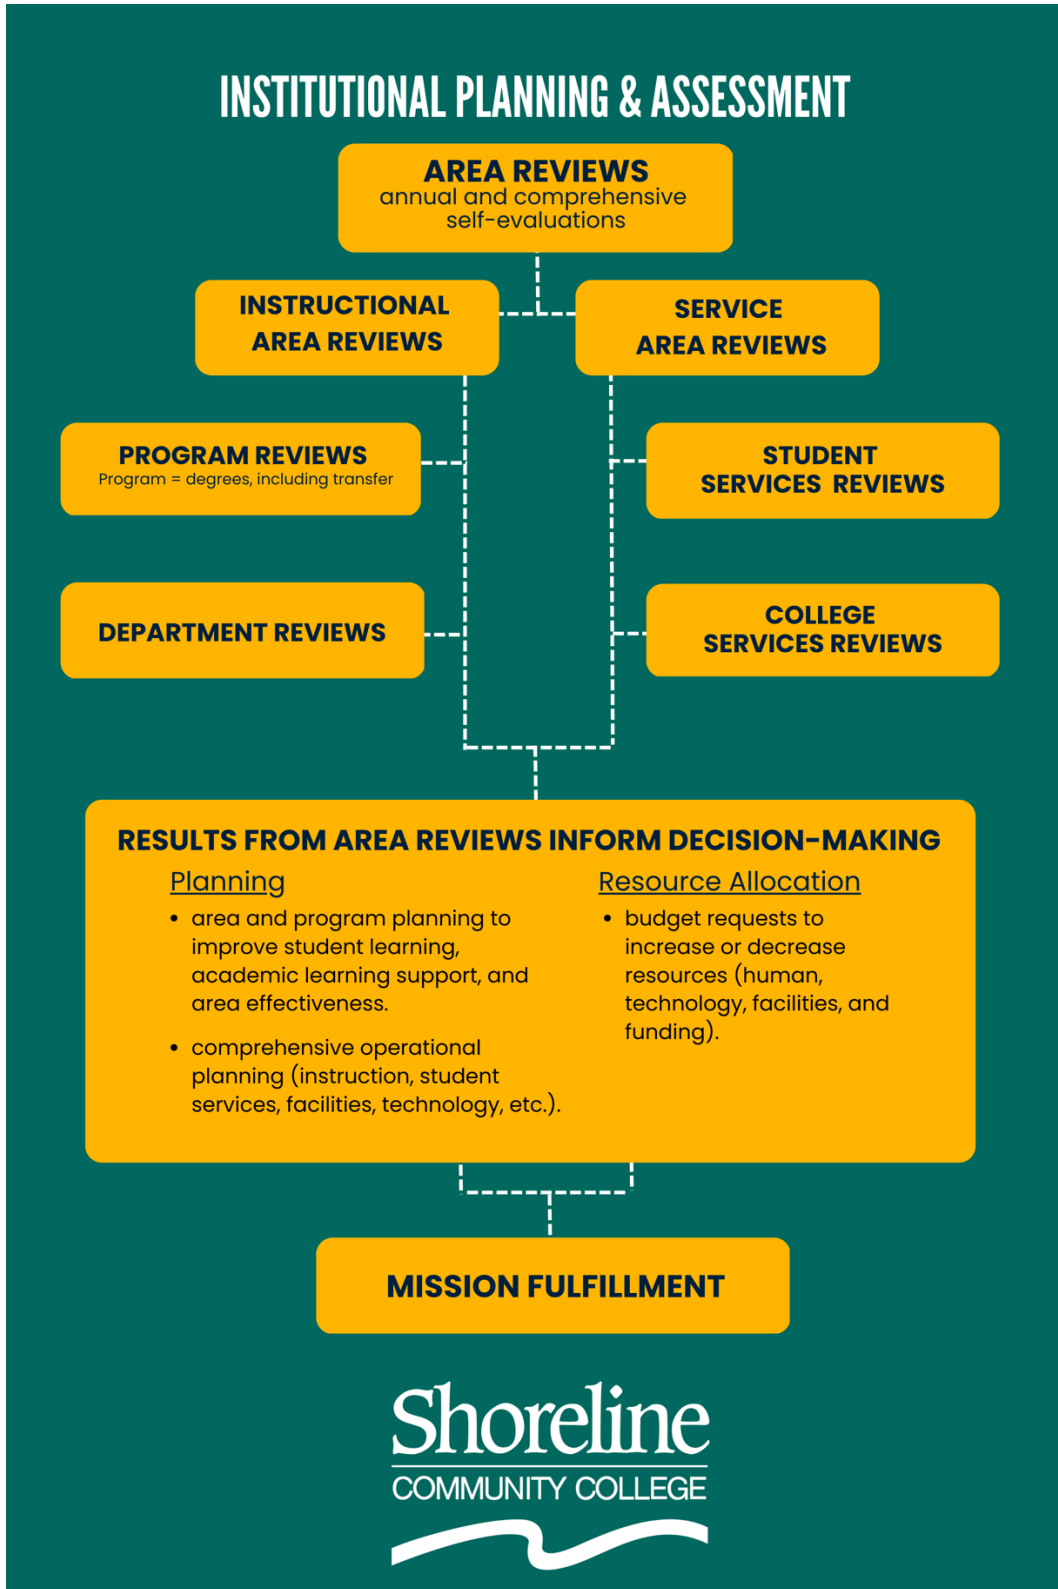 INSTITUTIONAL PLANNING & ASSESSMENT
AREA REVIEWS
annual and comprehensive
self-evaluations
INSTRUCTIONAL
AREA REVIEWS
SERVICE
AREA REVIEWS
PROGRAM REVIEWS
Program = degrees, including transfer
STUDENT
SERVICES REVIEWS
DEPARTMENT REVIEWS
COLLEGE
SERVICES REVIEWS
RESULTS FROM AREA REVIEWS INFORM DECISION-MAKING
Planning
• area and program planning to
improve student learning,
academic learning support, and
area effectiveness.
• comprehensive operational
planning (instruction, student
services, facilities, technology, etc.).
Resource Allocation
• budget requests to
increase or decrease
resources (human,
technology, facilities, and
funding).
MISSION FULFILLMENT
Shoreline
COMMUNITY COLLEGE